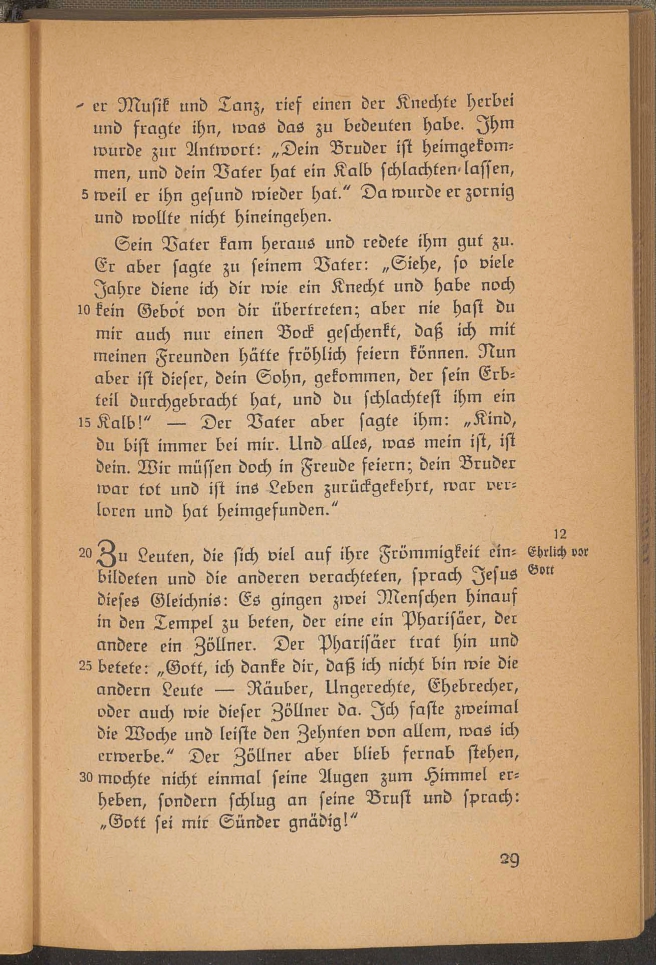 er Musik und Tanz, rief einen der Knechte herbei
und fragte ihn, was das zu bedeuten habe. Ihm
wurde zur Antwort: „Dein Bruder ist heimgekom-
men, und dein Vater hat ein Kalb schlachten lassen,
5 weil er ihn gesund wieder hat.“ Da wurde er zornig
und wollte nicht hineingehen.
Sein Vater kam heraus und redete ihm gut zu.
Er aber sagte zu seinem Vater: „Siehe, so viele
Jahre diene ich dir wie ein Knecht und habe noch
10 kein Gebot von dir übertreten; aber nie hast du
mir auch nur einen Bock geschenkt, daß ich mit
meinen Freunden hätte fröhlich feiern können. Nun
aber ist dieser, dein Sohn, gekommen, der sein Erb-
teil durchgebracht hat, und du schlachtest ihm ein
15 Kalb!“ — Der Vater aber sagte ihm: „Kind,
du bist immer bei mir. Und alles, was mein ist, ist
dein. Wir müssen doch in Freude feiern; dein Bruder
war tot und ist ins Leben zurückgekehrt, war ver-
loren und hat heimgefunden.“
12
Ehrlich vor
Gott
20 Zu Leuten, die sich viel auf ihre Frömmigkeit ein-
bildeten und die anderen verachteten, sprach Jesus
dieses Gleichnis: Es gingen zwei Menschen hinauf
in den Tempel zu beten, der eine ein Pharisäer, der
andere ein Zöllner. Der Pharisäer trat hin und
25 betete: „Gott, ich danke dir, daß ich nicht bin wie die
andern Leute — Räuber, Ungerechte, Ehebrecher,
oder auch wie dieser Zöllner da. Ich faste zweimal
die Woche und leiste den Zehnten von allem, was ich
erwerbe.“ Der Zöllner aber blieb fernab stehen,
30 mochte nicht einmal seine Augen zum Himmel er-
heben, sondern schlug an seine Brust und sprach:
„Gott sei mir Sünder gnädig!“
29